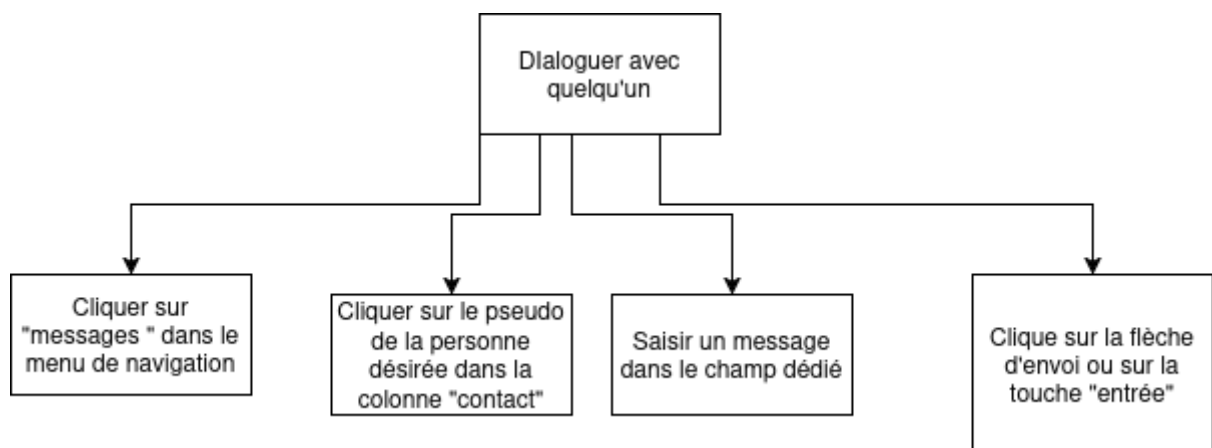 DIaloguer avec
quelqu'un
Cliquer sur
"messages " dans le
menu de navigation
Cliquer sur le pseudo
de la personne
désirée dans la
colonne "contact"
Saisir un message
dans le champ dédié
Clique sur la flèche
d'envoi ou sur la
touche "entrée"